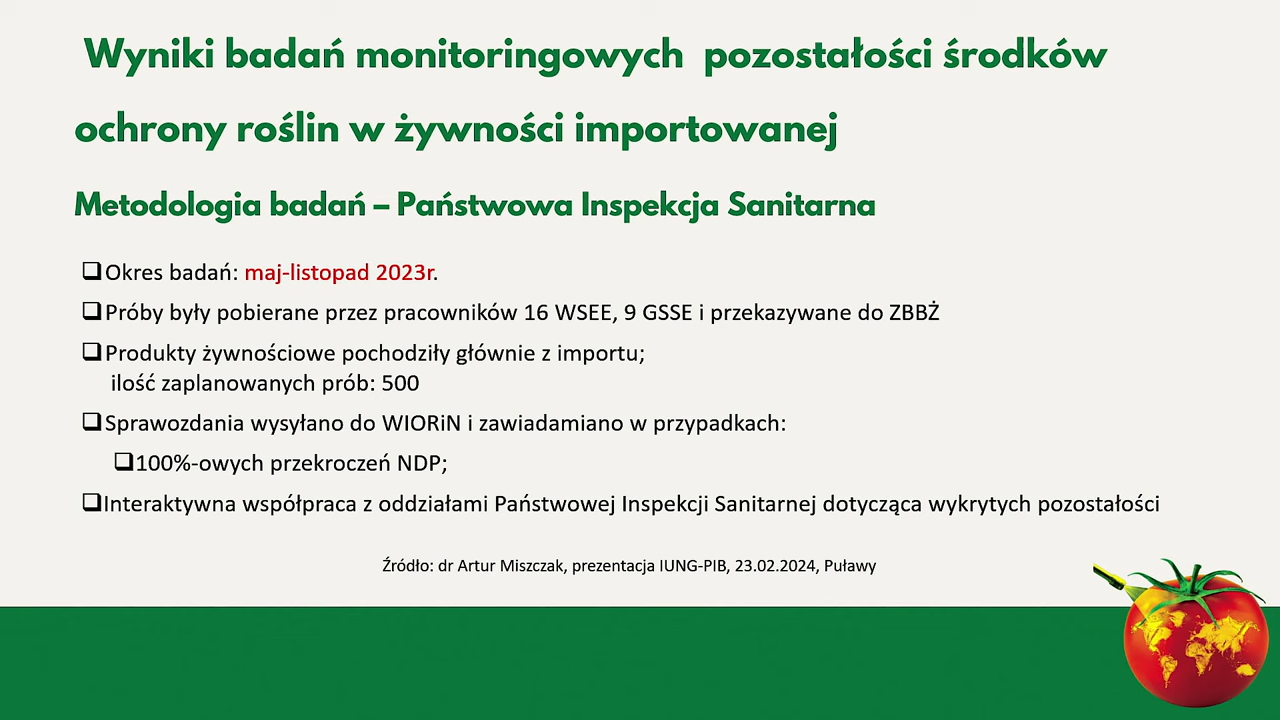 Wyniki badań monitoringowych pozostałości środków
ochrony roślin w żywności importowanej
Metodologia badań – Państwowa Inspekcja Sanitarna
❑Okres badań: maj-listopad 2023r.
❑Próby były pobierane przez pracowników 16 WSEE, 9 GSSE i przekazywane do ZBBŻ
❑Produkty żywnościowe pochodziły głównie z importu;
ilość zaplanowanych prób: 500
❑Sprawozdania wysyłano do WIORiN i zawiadamiano w przypadkach:
❑100%-owych przekroczeń NDP;
❑Interaktywna współpraca z oddziałami Państwowej Inspekcji Sanitarnej dotycząca wykrytych pozostałości
Źródło: dr Artur Miszczak, prezentacja IUNG-PIB, 23.02.2024, Puławy